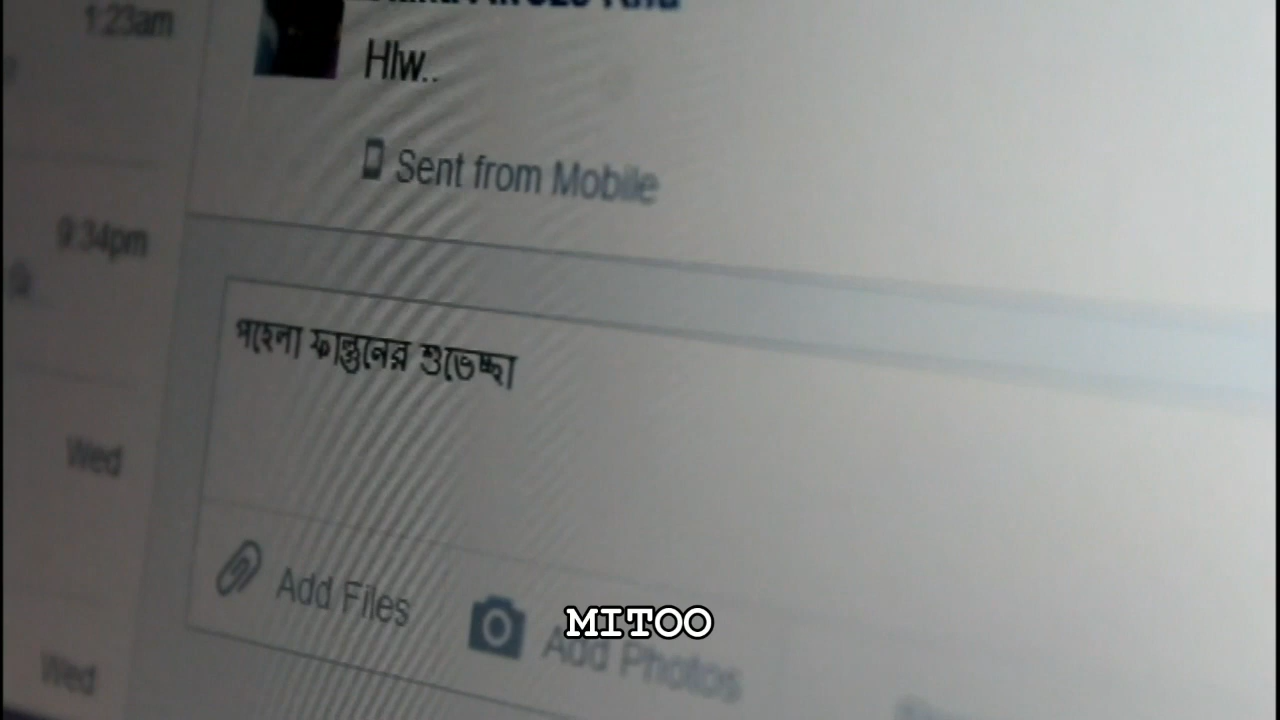 1:23am
Hlw..
Sent from Mobile
9:34pm
পহেলা ফাল্গুনের শুভেচ্ছা
Wed
Add Files
Add Photos
MITOO
Wed